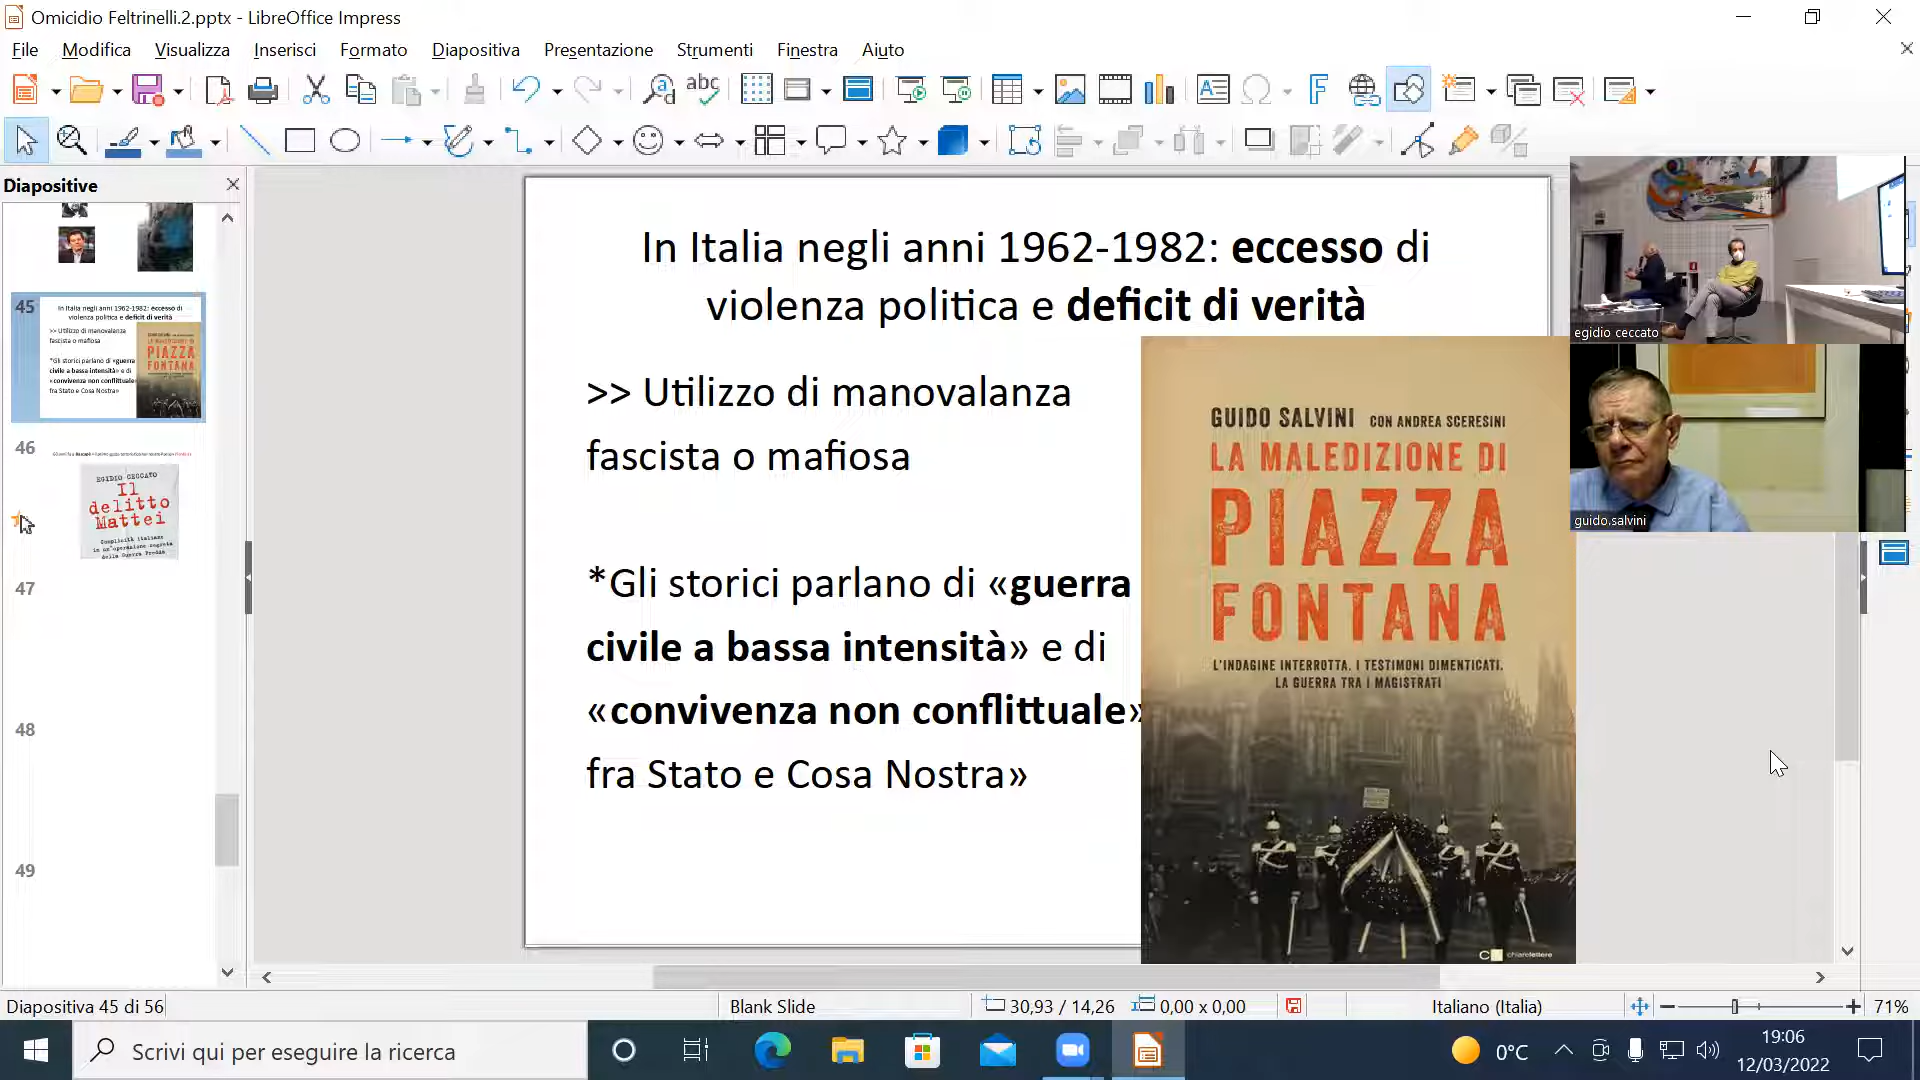 Omicidio Feltrinelli.2.pptx - LibreOffice Impress
File Modifica Visualizza Inserisci Formato Diapositiva Presentazione Strumenti Finestra Aiuto
Diapositive
45
In Italia negli anni 1962-1982: eccesso di
violenza politica e deficit di verità
>> Utilizzo di manovalanza
fascista o mafiosa
*Gli storici parlano di «guerra
civile a bassa intensità» e di
«convivenza non conflittuale»
fra Stato e Cosa Nostra»
GUIDO SALVINI
LA MALEDIZIONE DI
PIAZZA
FONTANA
46
EGIDIO CECCATO
Il
delitto
Mattei
Complicità italiane
in un'operazione segreta
della Guerra Fredda
47
48
49
In Italia negli anni 1962-1982: eccesso di
violenza politica e deficit di verità
>> Utilizzo di manovalanza
fascista o mafiosa
*Gli storici parlano di «guerra
civile a bassa intensità» e di
«convivenza non conflittuale»
fra Stato e Cosa Nostra»
GUIDO SALVINI CON ANDREA SCERESINI
LA MALEDIZIONE DI
PIAZZA
FONTANA
L'INDAGINE INTERROTTA. I TESTIMONI DIMENTICATI.
LA GUERRA TRA I MAGISTRATI
chiarelettere
egidio ceccato
guido.salvini
Diapositiva 45 di 56
Blank Slide
30,93 / 14,26
0,00 x 0,00
Italiano (Italia)
71%
Scrivi qui per eseguire la ricerca
0°C
19:06
12/03/2022